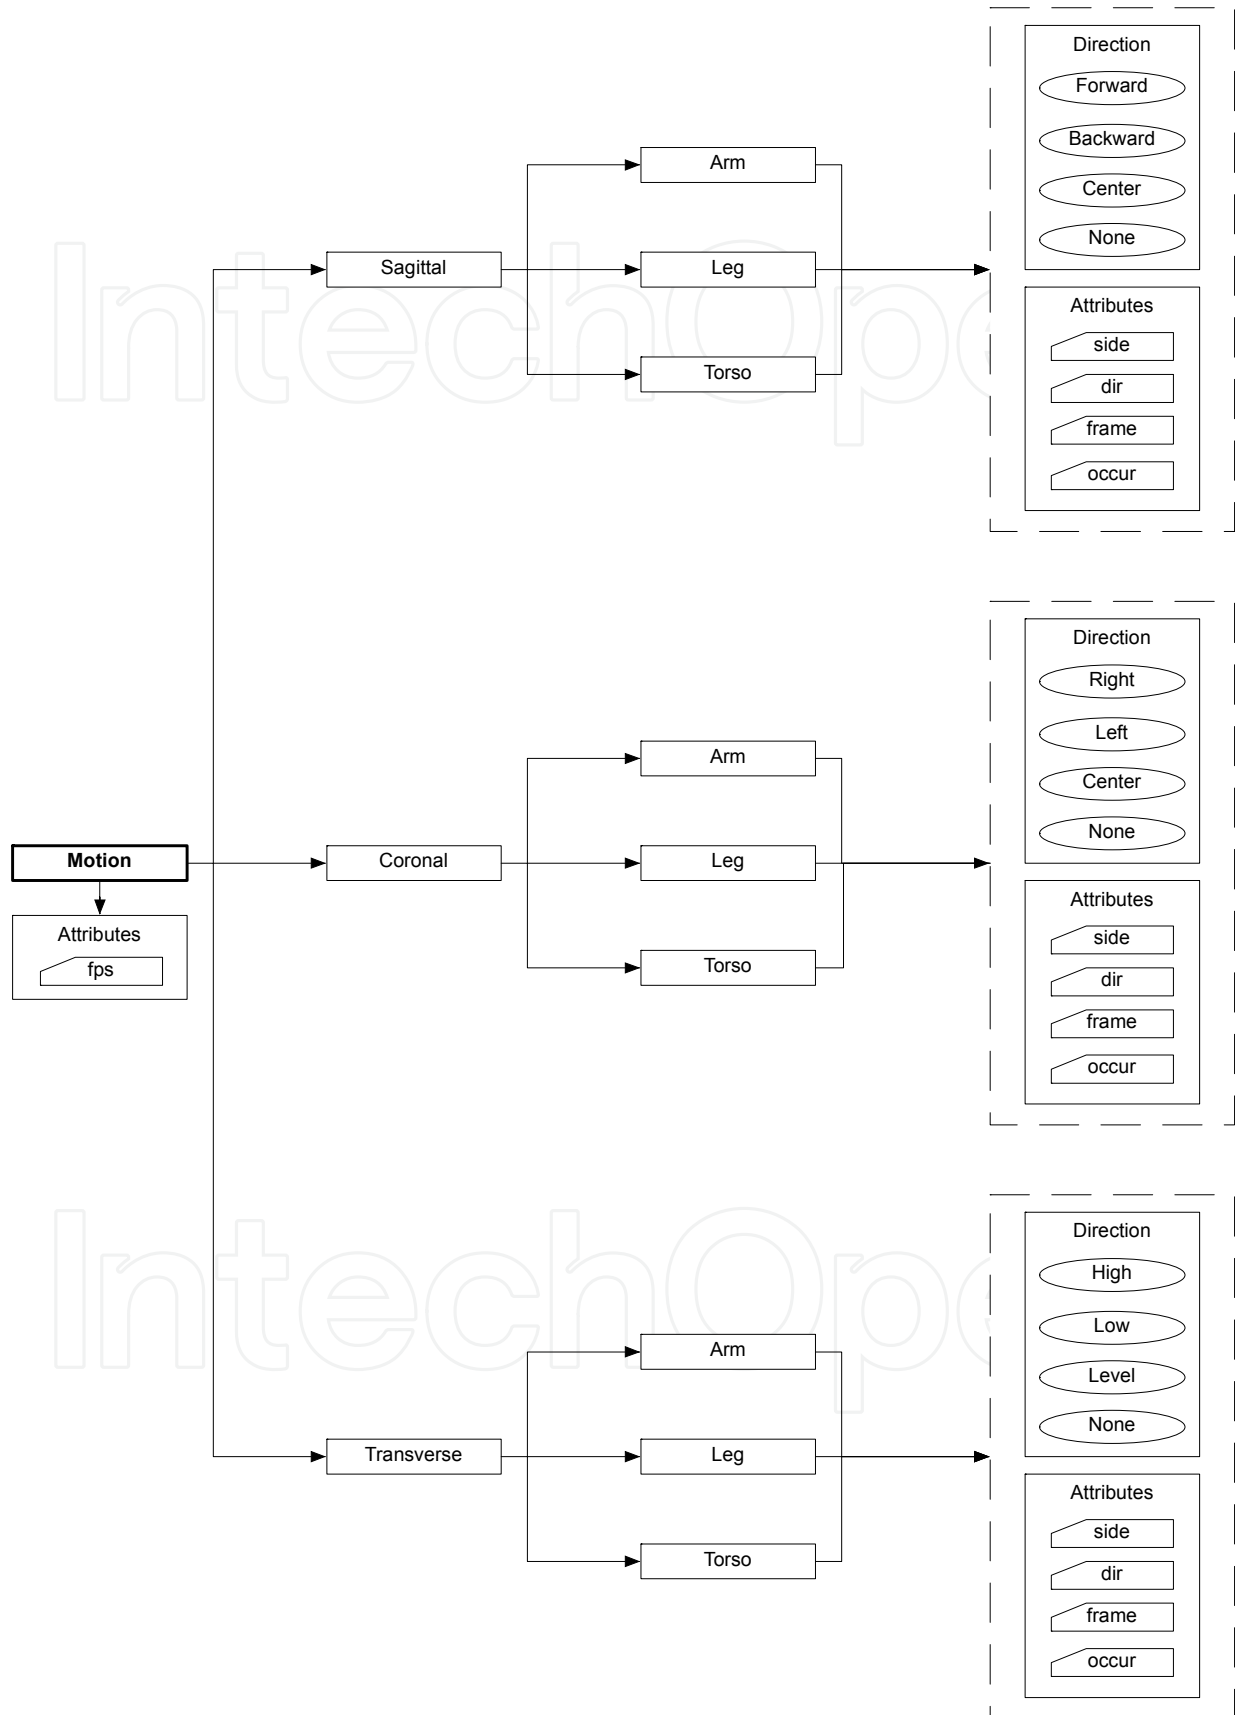 Direction
Forward
Backward
Center
None
Attributes
side
dir
frame
occur
Arm
Sagittal
Leg
Torso
Direction
Right
Left
Center
None
Attributes
side
dir
frame
occur
Arm
Motion
Coronal
Leg
Attributes
fps
Torso
Direction
High
Low
Level
None
Attributes
side
dir
frame
occur
Arm
Transverse
Leg
Torso
IntechOpe
IntechOpe